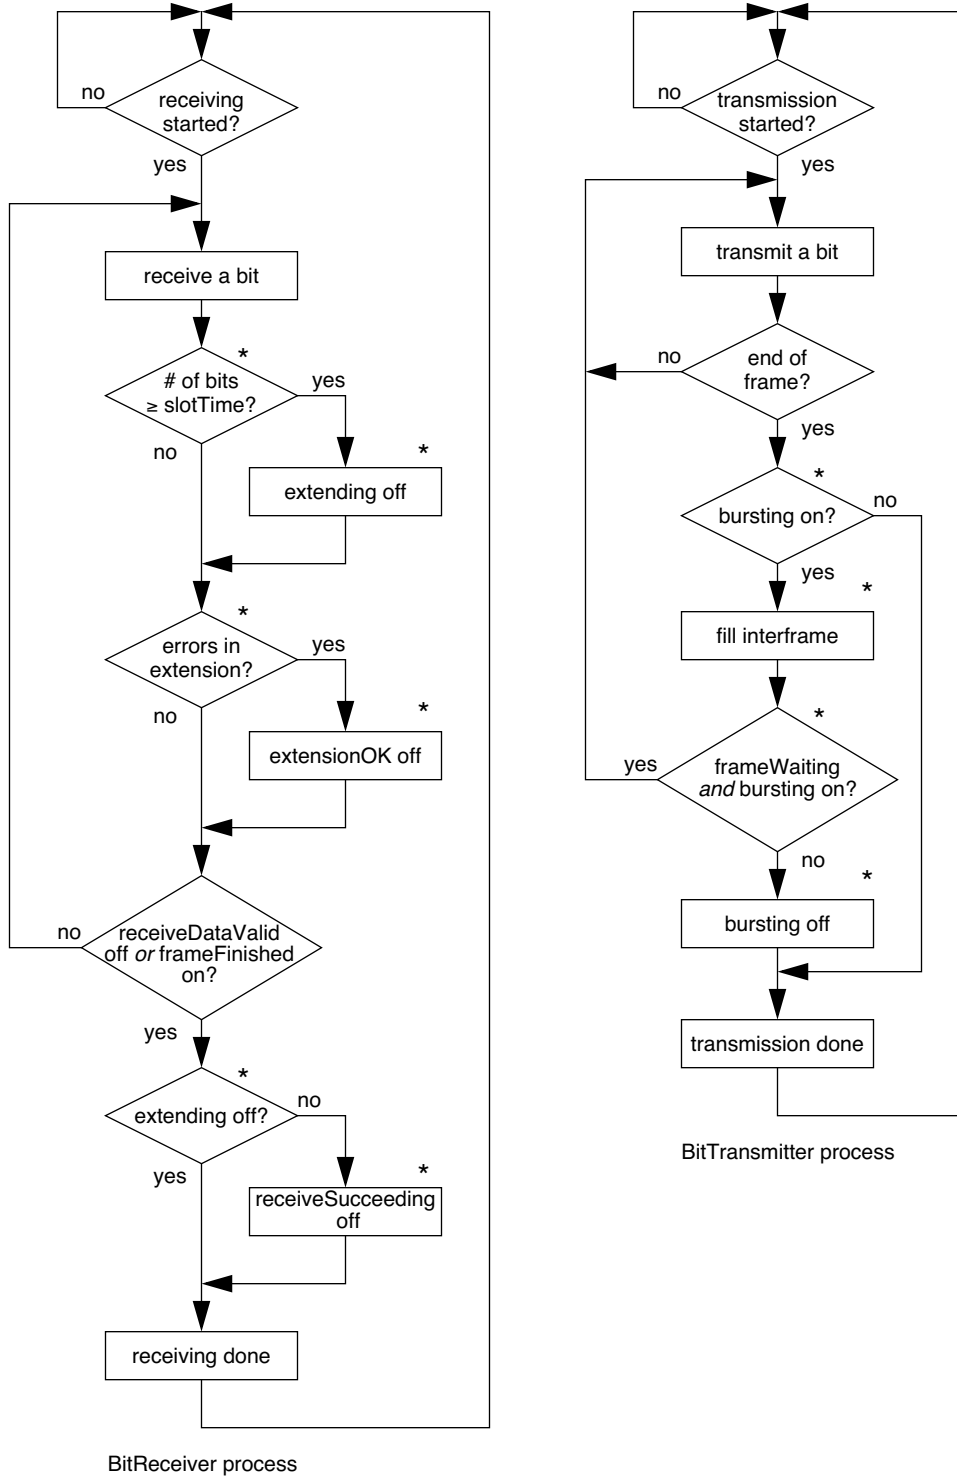 receiving
started?
no
yes
receive a bit
*
# of bits
≥ slotTime?
yes
no
*
extending off
*
errors in
extension?
yes
no
*
extensionOK off
receiveDataValid
off or frameFinished
on?
no
yes
*
extending off?
no
yes
*
receiveSucceeding
off
receiving done
BitReceiver process
transmission
started?
no
yes
transmit a bit
end of
frame?
no
yes
*
bursting on?
no
yes
*
fill interframe
*
frameWaiting
and bursting on?
yes
no
*
bursting off
transmission done
BitTransmitter process